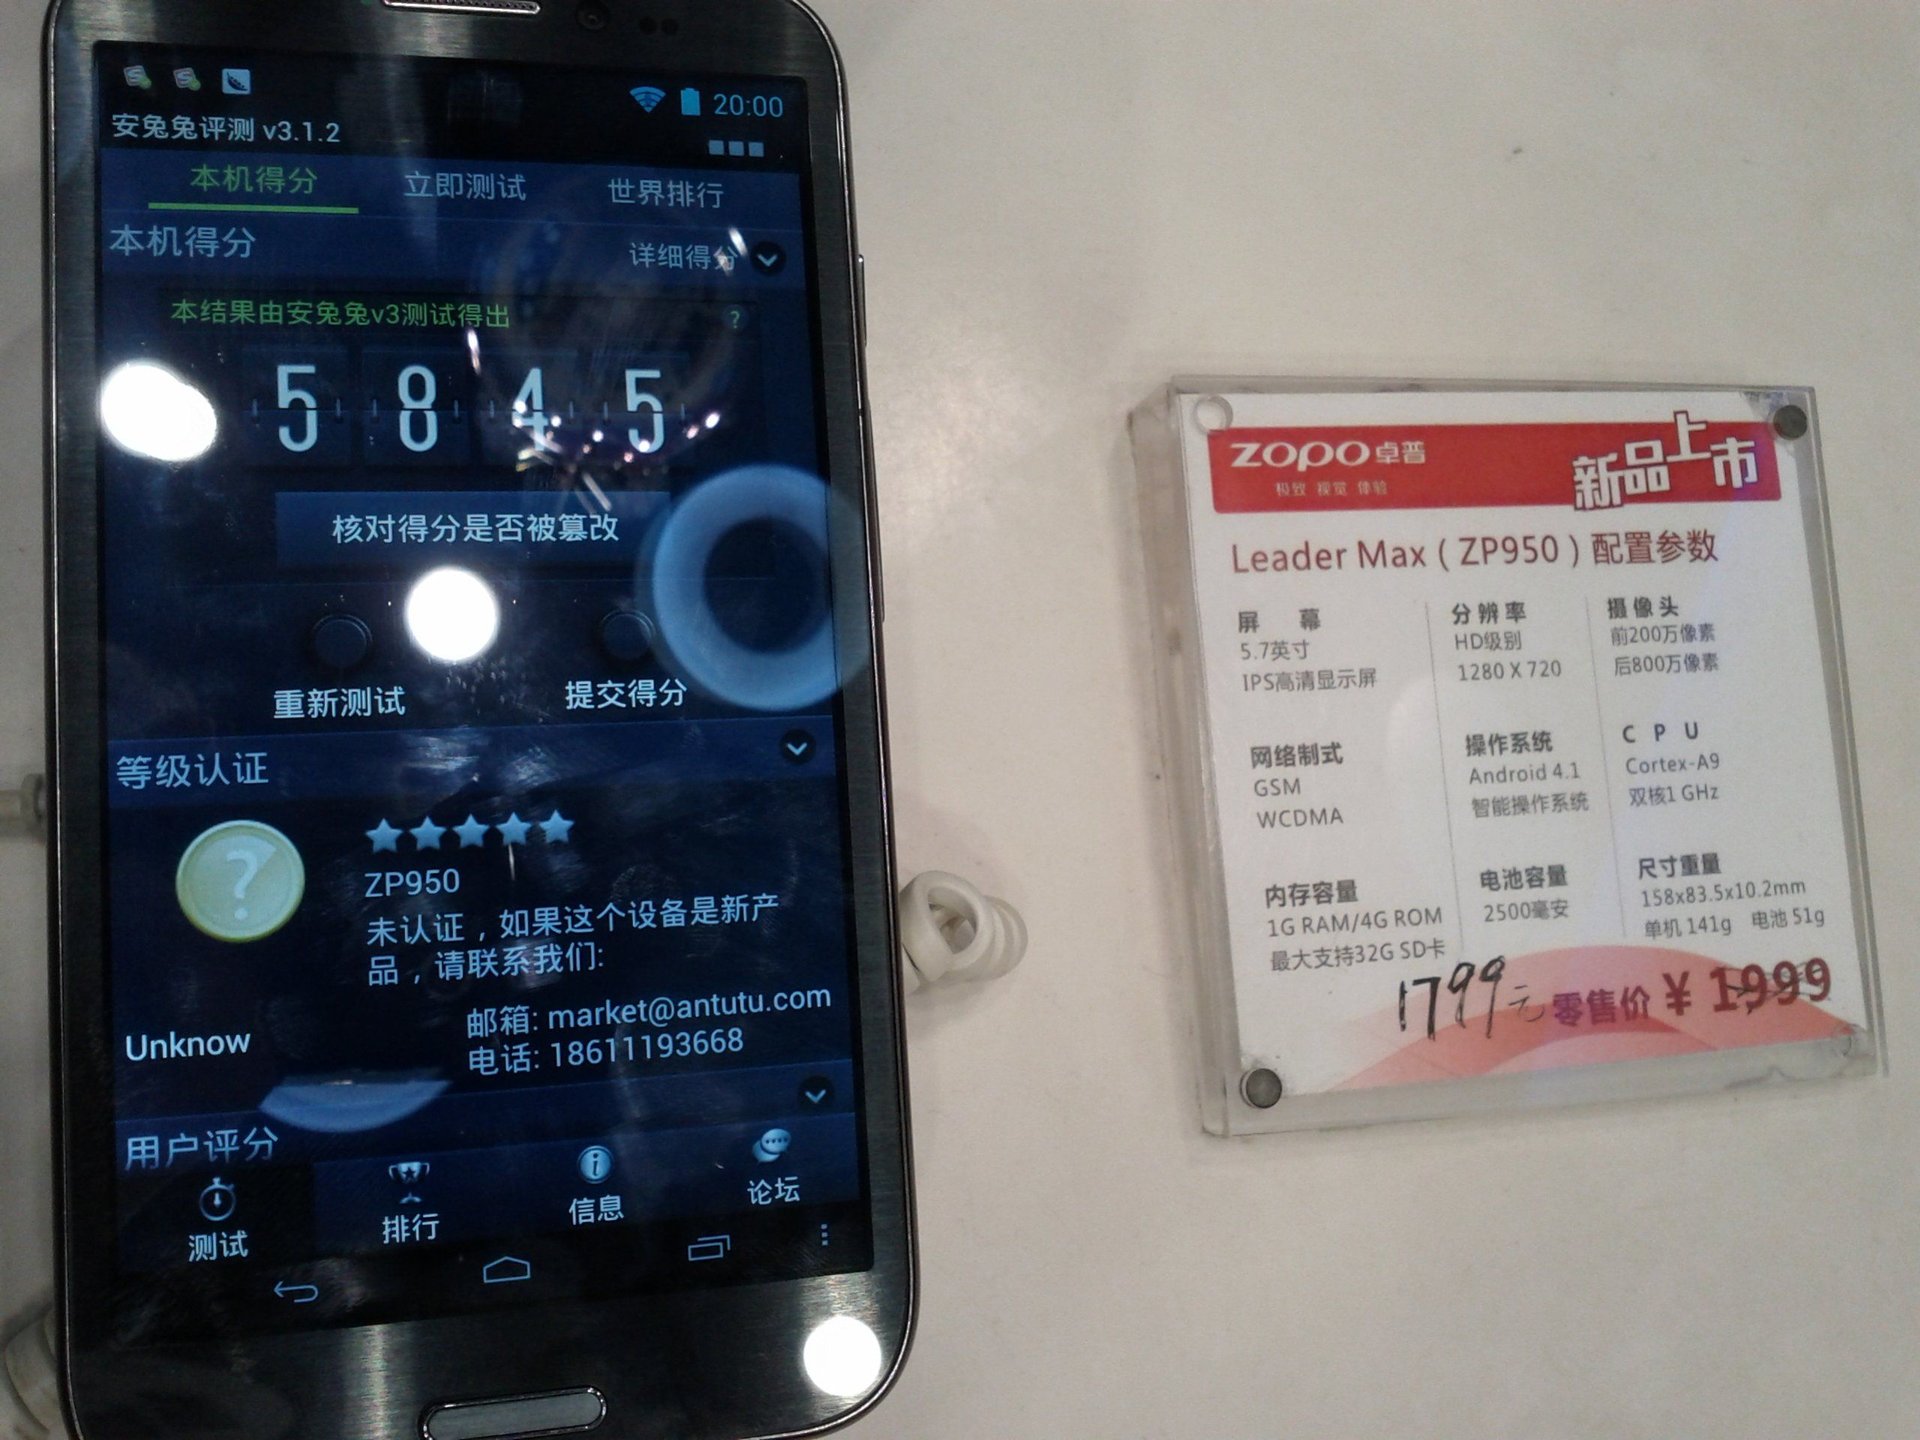 20:00
安兔兔评测 v3.1.2
本机得分
立即测试
世界排行
本机得分
详细得分
本结果由安兔兔v3测试得出
?
5845
核对得分是否被篡改
重新测试
提交得分
等级认证
?
ZP950
未认证，如果这个设备是新产
品，请联系我们:
邮箱: market@antutu.com
电话: 18611193668
Unknow
用户评分
测试
排行
信息
论坛
ZOPO卓普
极致 视觉 体验
新品上市
Leader Max ( ZP950 ) 配置参数
屏 幕
5.7英寸
IPS高清显示屏
分辨率
HD级别
1280 X 720
摄像头
前200万像素
后800万像素
网络制式
GSM
WCDMA
操作系统
Android 4.1
智能操作系统
C P U
Cortex-A9
双核1 GHz
内存容量
1G RAM/4G ROM
最大支持32G SD卡
电池容量
2500毫安
尺寸重量
158x83.5x10.2mm
单机 141g 电池 51g
1799元 零售价 ¥ 1999